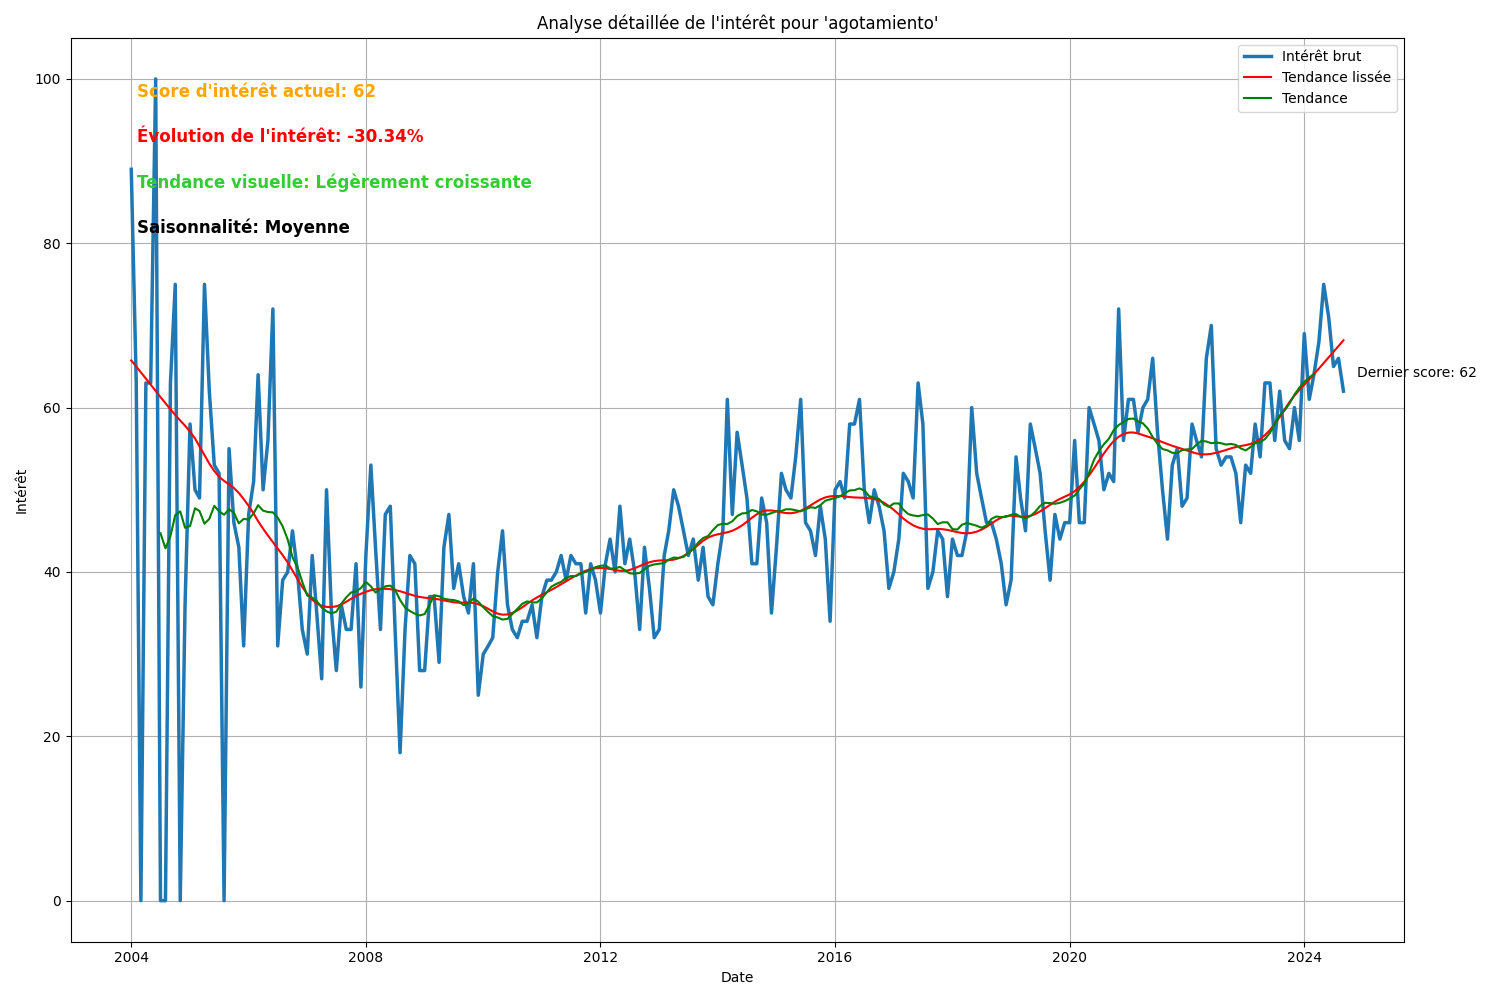 Analyse détaillée de l'intérêt pour 'agotamiento'
Intérêt brut
Tendance lissée
Tendance
Score d'intérêt actuel: 62
Évolution de l'intérêt: -30.34%
Tendance visuelle: Légèrement croissante
Saisonnalité: Moyenne
Dernier score: 62
Intérêt
100
80
60
40
20
0
2004
2008
2012
2016
2020
2024
Date